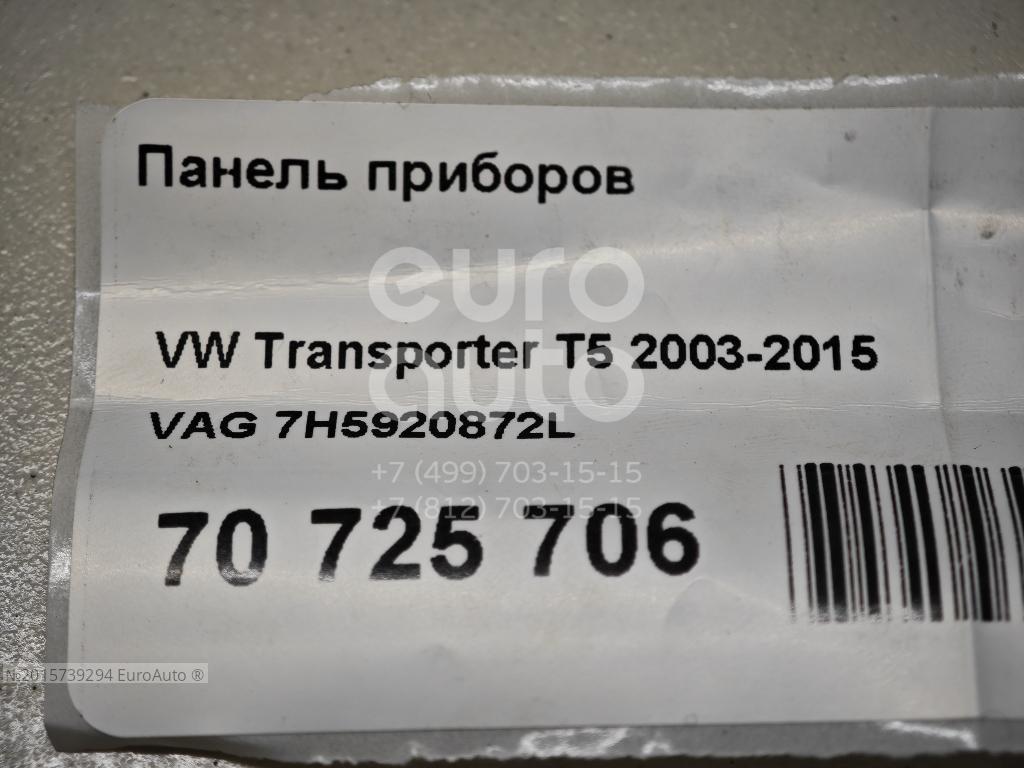 Панель приборов
euro
auto
VW Transporter T5 2003-2015
VAG 7H5920872L
+7 (499) 703-15-15
+7 (812) 703-15-15
70 725 706
№2015739294 EuroAuto ®